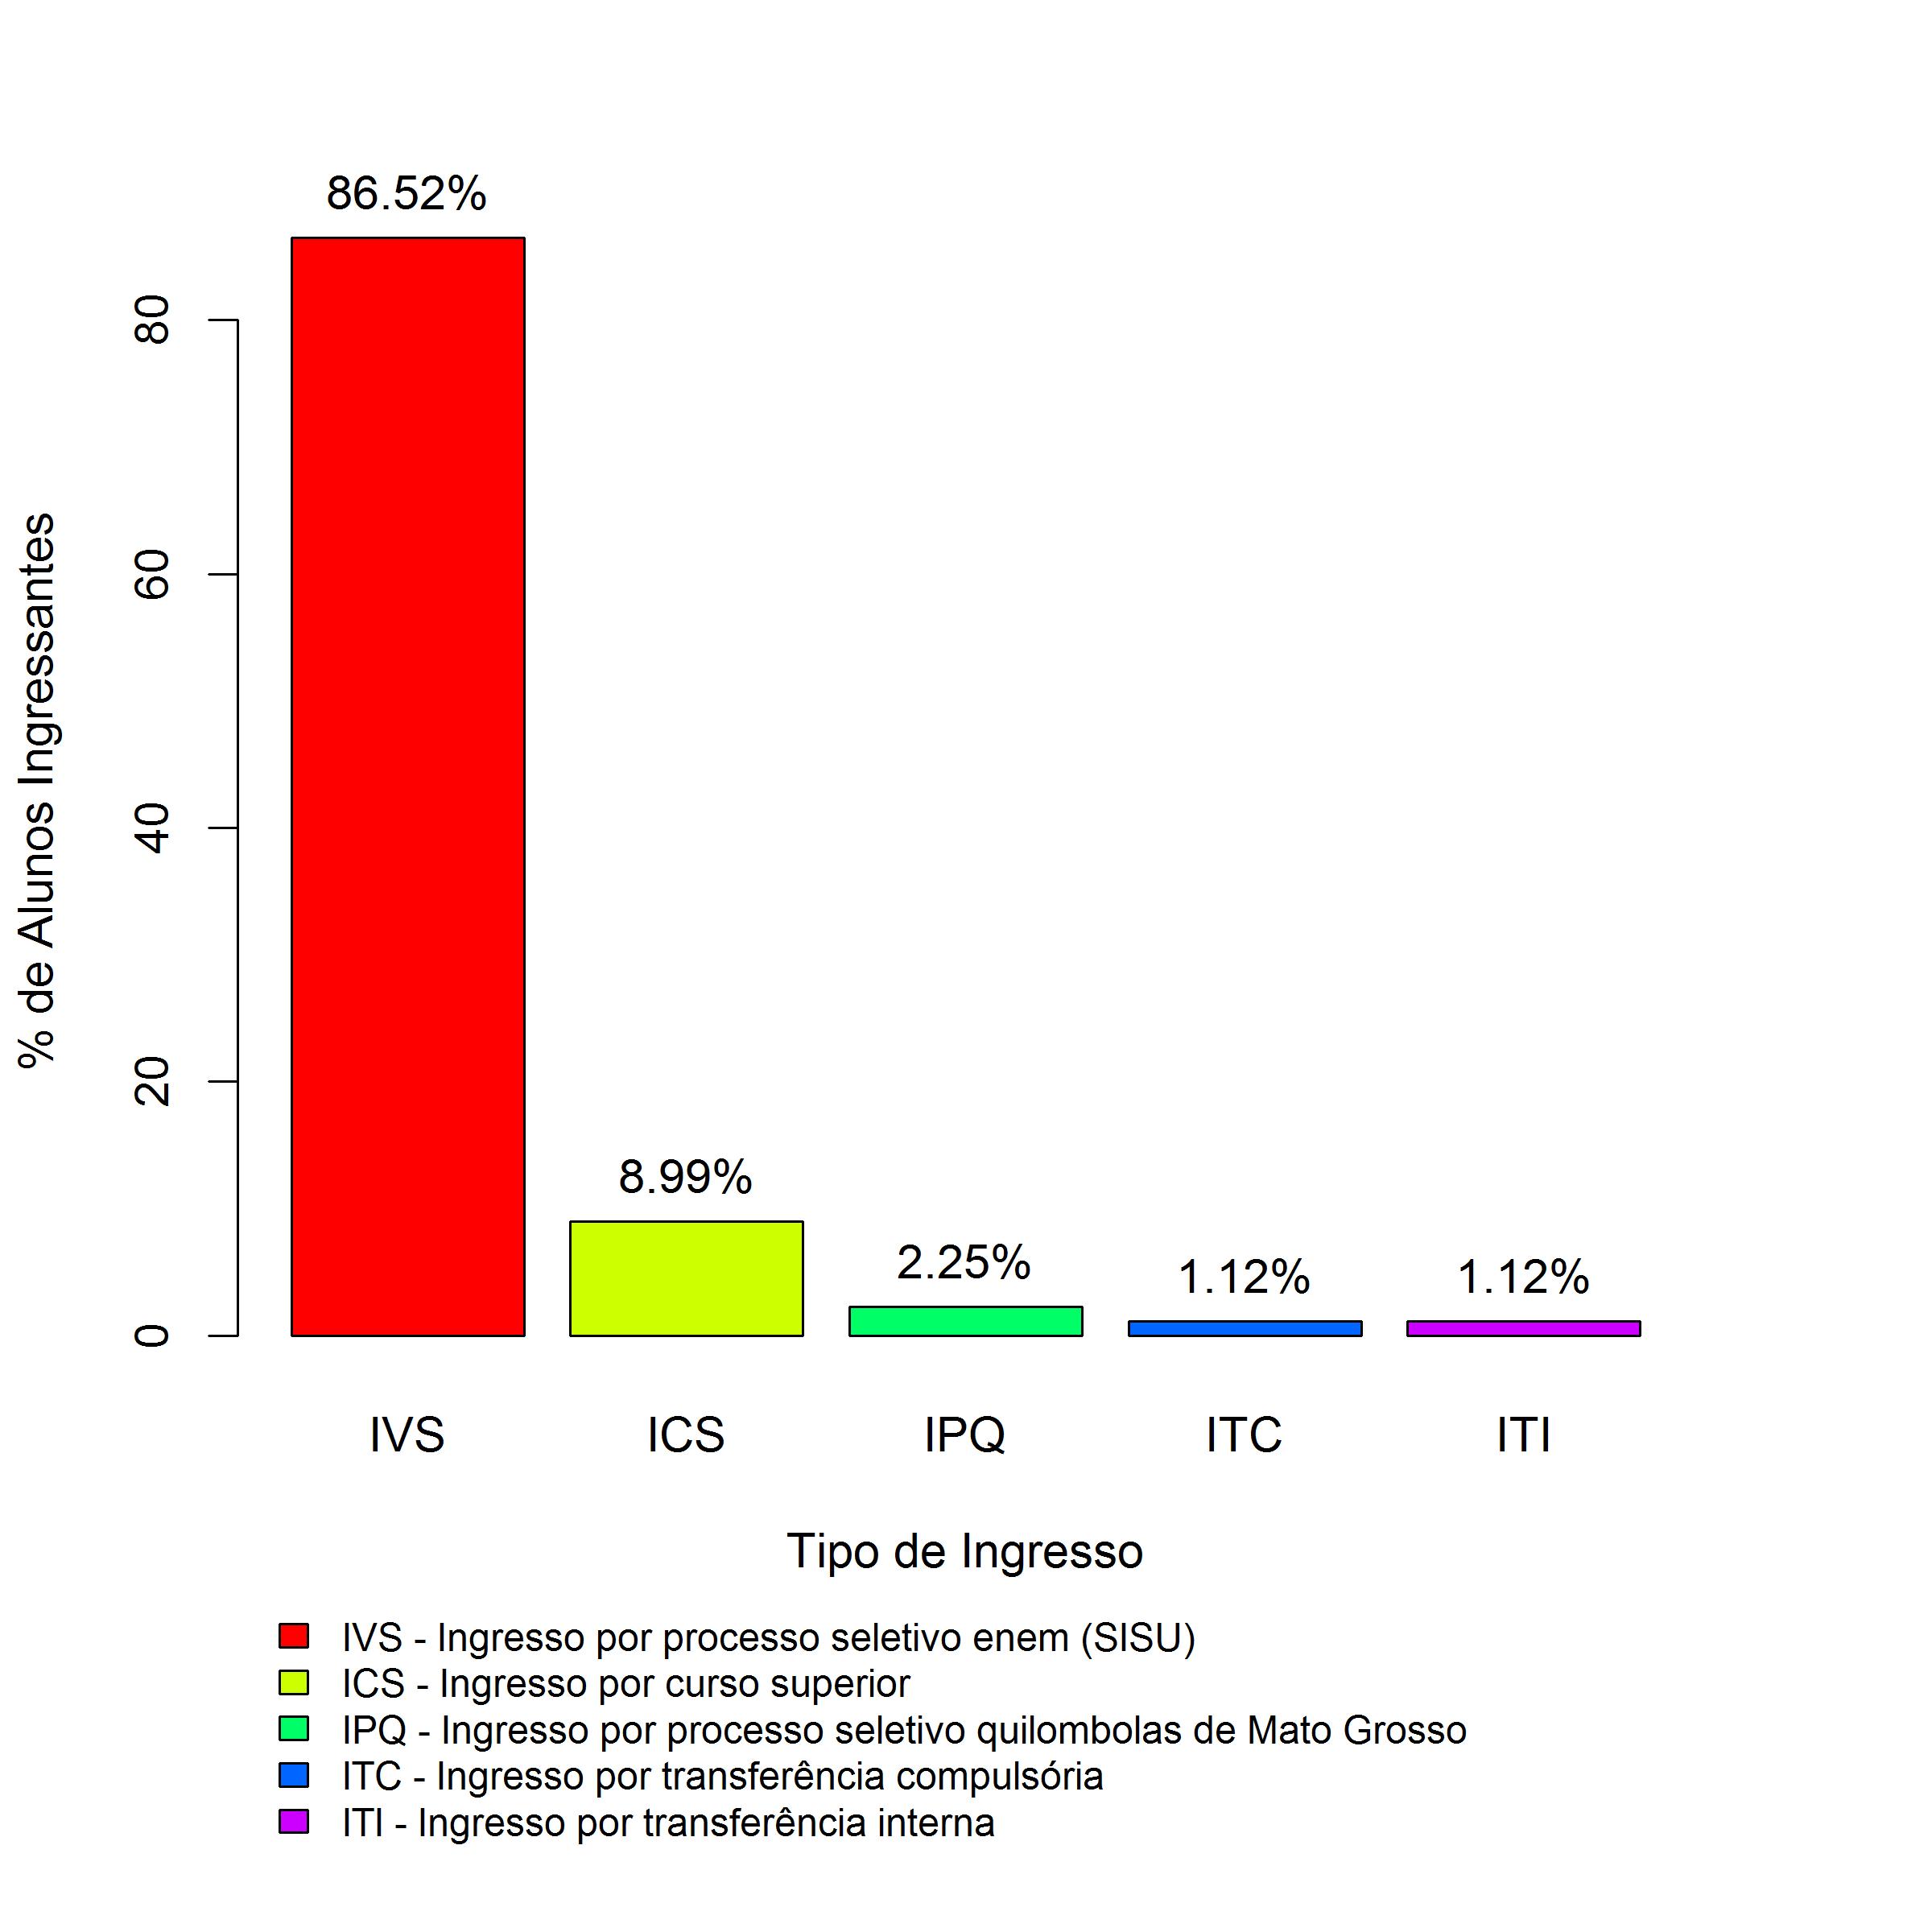 86.52%
8.99%
2.25%
1.12%
1.12%
80
60
40
20
0
% de Alunos Ingressantes
IVS ICS IPQ ITC ITI
Tipo de Ingresso
IVS - Ingresso por processo seletivo enem (SISU)
ICS - Ingresso por curso superior
IPQ - Ingresso por processo seletivo quilombolas de Mato Grosso
ITC - Ingresso por transferência compulsória
ITI - Ingresso por transferência interna